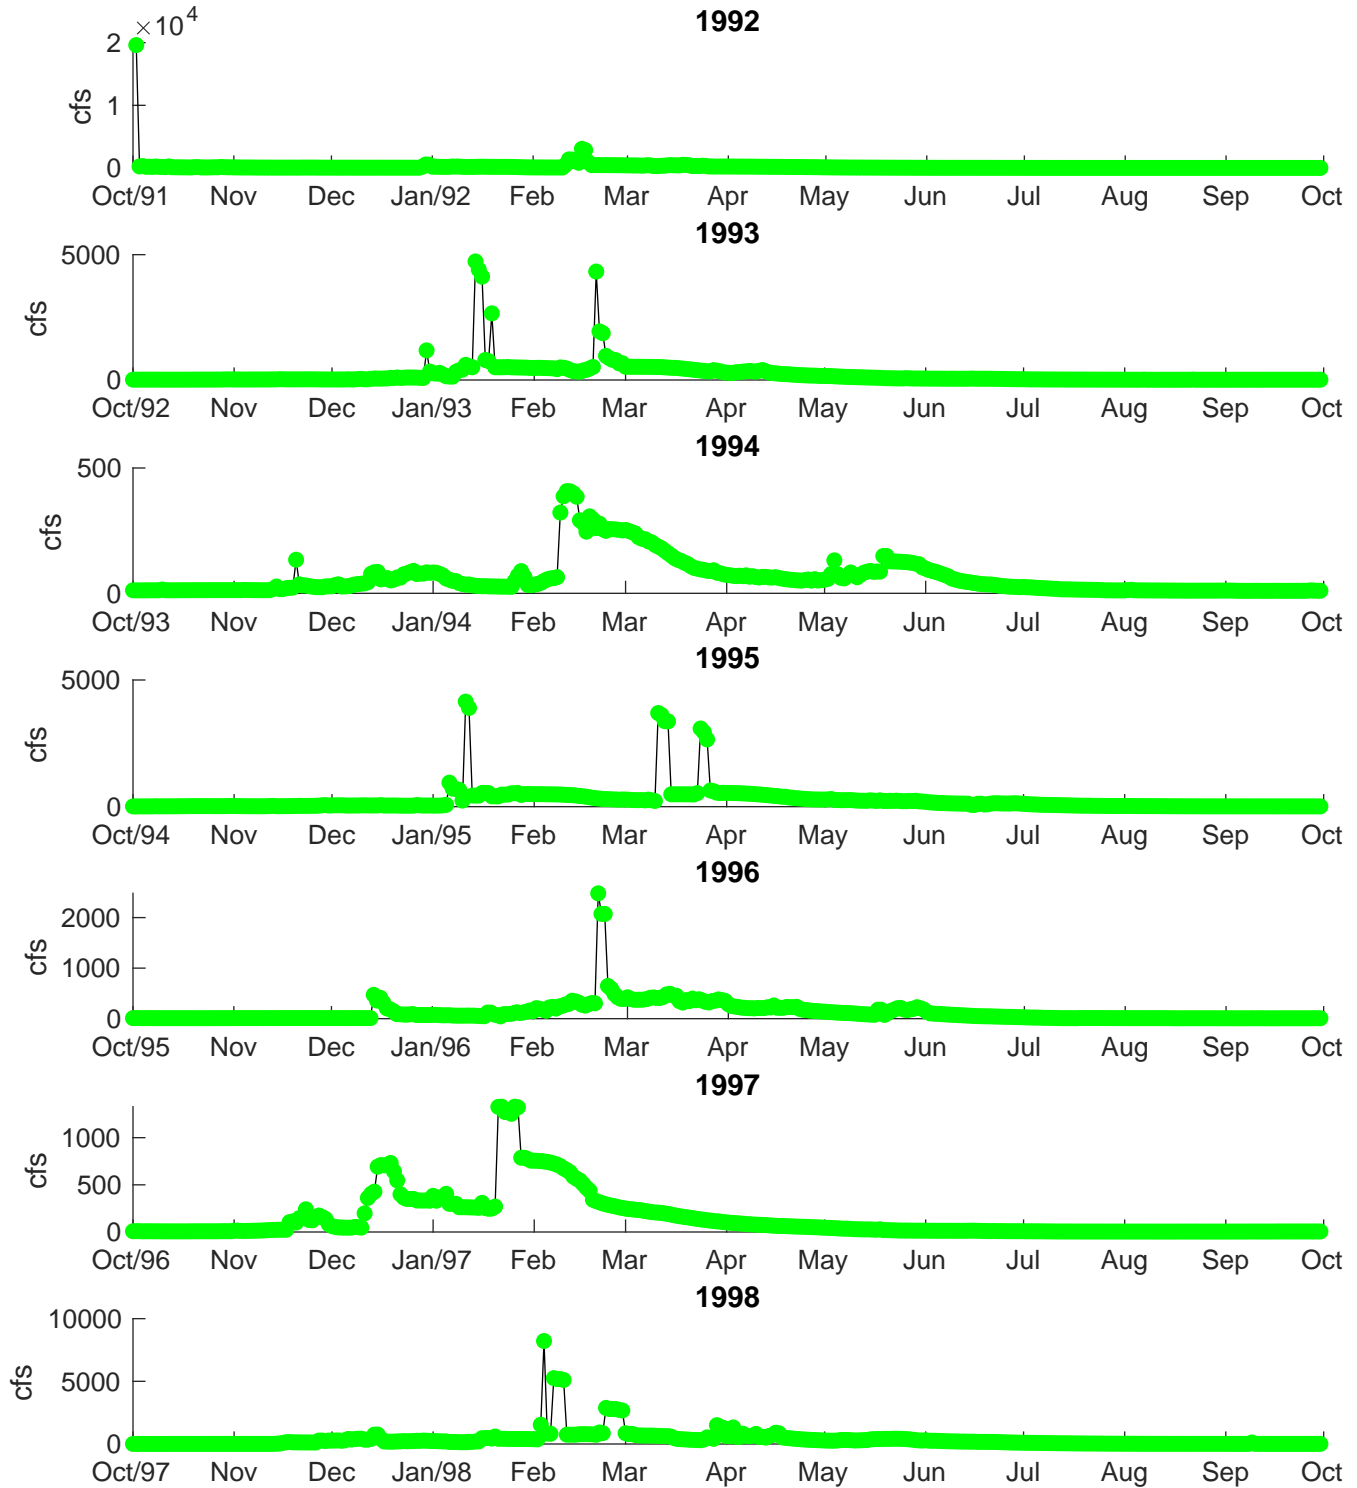 1992
×10^4
2
1
0
cfs
Oct/91 Nov Dec Jan/92 Feb Mar Apr May Jun Jul Aug Sep Oct
1993
5000
0
cfs
Oct/92 Nov Dec Jan/93 Feb Mar Apr May Jun Jul Aug Sep Oct
1994
500
0
cfs
Oct/93 Nov Dec Jan/94 Feb Mar Apr May Jun Jul Aug Sep Oct
1995
5000
0
cfs
Oct/94 Nov Dec Jan/95 Feb Mar Apr May Jun Jul Aug Sep Oct
1996
2000
1000
0
cfs
Oct/95 Nov Dec Jan/96 Feb Mar Apr May Jun Jul Aug Sep Oct
1997
1000
500
0
cfs
Oct/96 Nov Dec Jan/97 Feb Mar Apr May Jun Jul Aug Sep Oct
1998
10000
5000
0
cfs
Oct/97 Nov Dec Jan/98 Feb Mar Apr May Jun Jul Aug Sep Oct